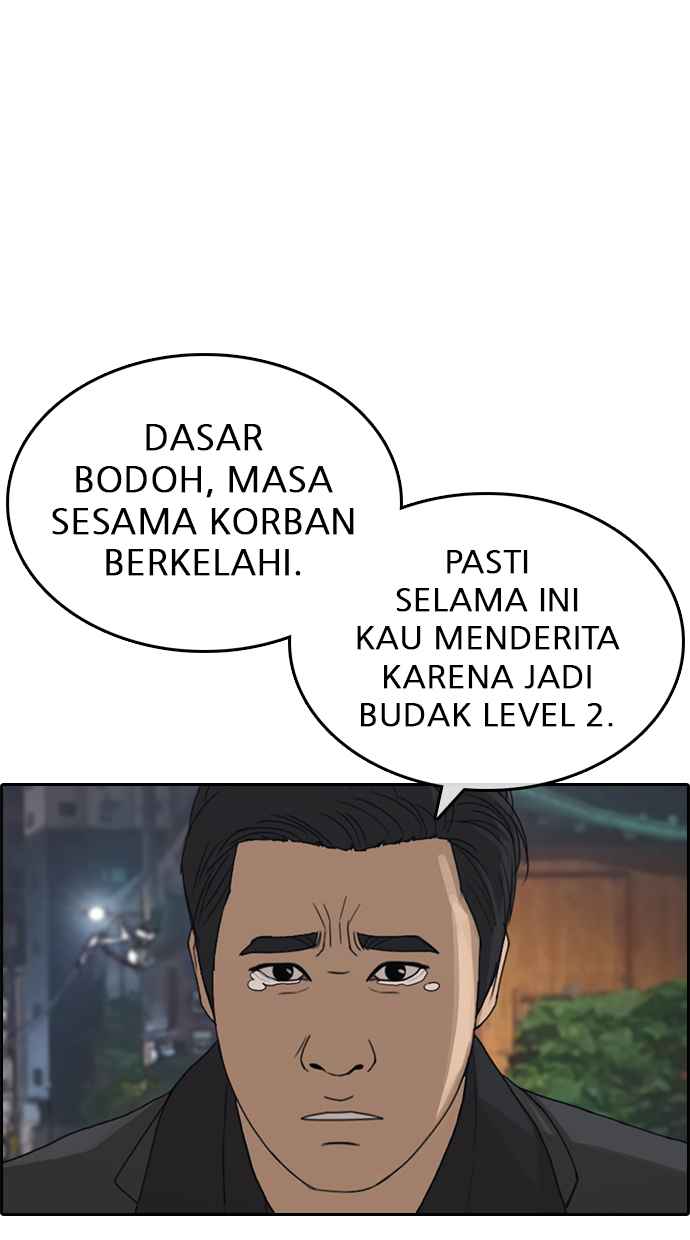 DASAR
BODOH, MASA
SESAMA KORBAN
BERKELAHI.
PASTI
SELAMA INI
KAU MENDERITA
KARENA JADI
BUDAK LEVEL 2.